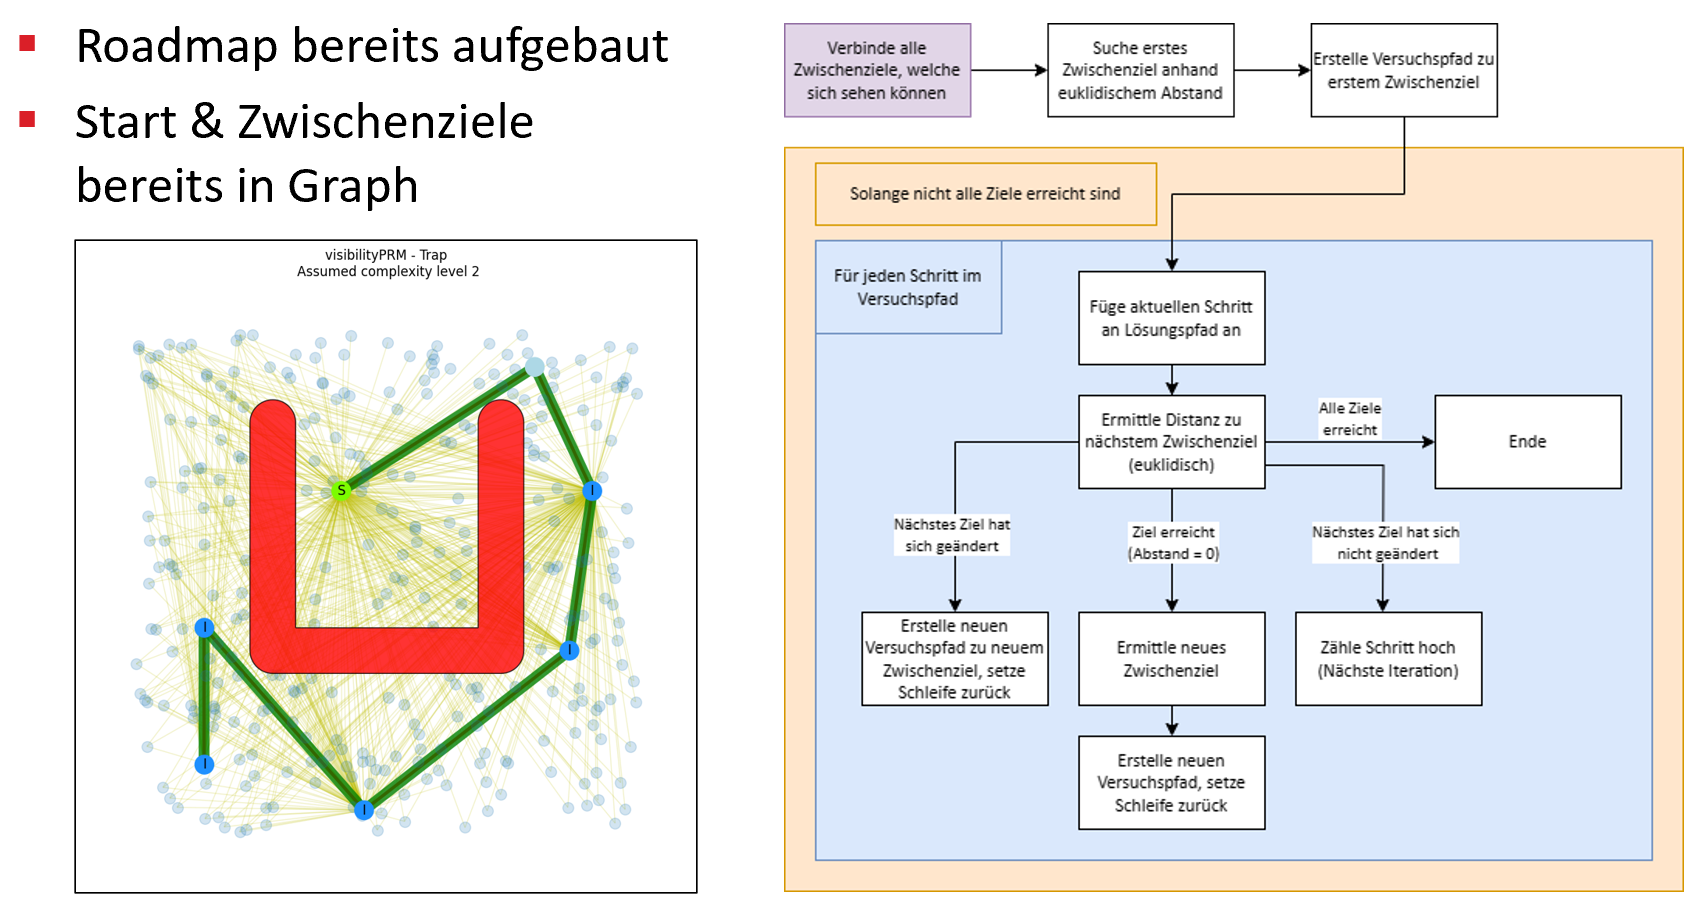 Roadmap bereits aufgebaut
Start & Zwischenziele
bereits in Graph
visibilityPRM - Trap
Assumed complexity level 2
S
I
I
I
I
I
Verbinde alle
Zwischenziele, welche
sich sehen können
Suche erstes
Zwischenziel anhand
euklidischem Abstand
Erstelle Versuchspfad zu
erstem Zwischenziel
Solange nicht alle Ziele erreicht sind
Für jeden Schritt im
Versuchspfad
Füge aktuellen Schritt
an Lösungspfad an
Ermittle Distanz zu
nächstem Zwischenziel
(euklidisch)
Alle Ziele
erreicht
Ende
Nächstes Ziel hat
sich geändert
Ziel erreicht
(Abstand = 0)
Nächstes Ziel hat sich
nicht geändert
Erstelle neuen
Versuchspfad zu neuem
Zwischenziel, setze
Schleife zurück
Ermittle neues
Zwischenziel
Zähle Schritt hoch
(Nächste Iteration)
Erstelle neuen
Versuchspfad, setze
Schleife zurück